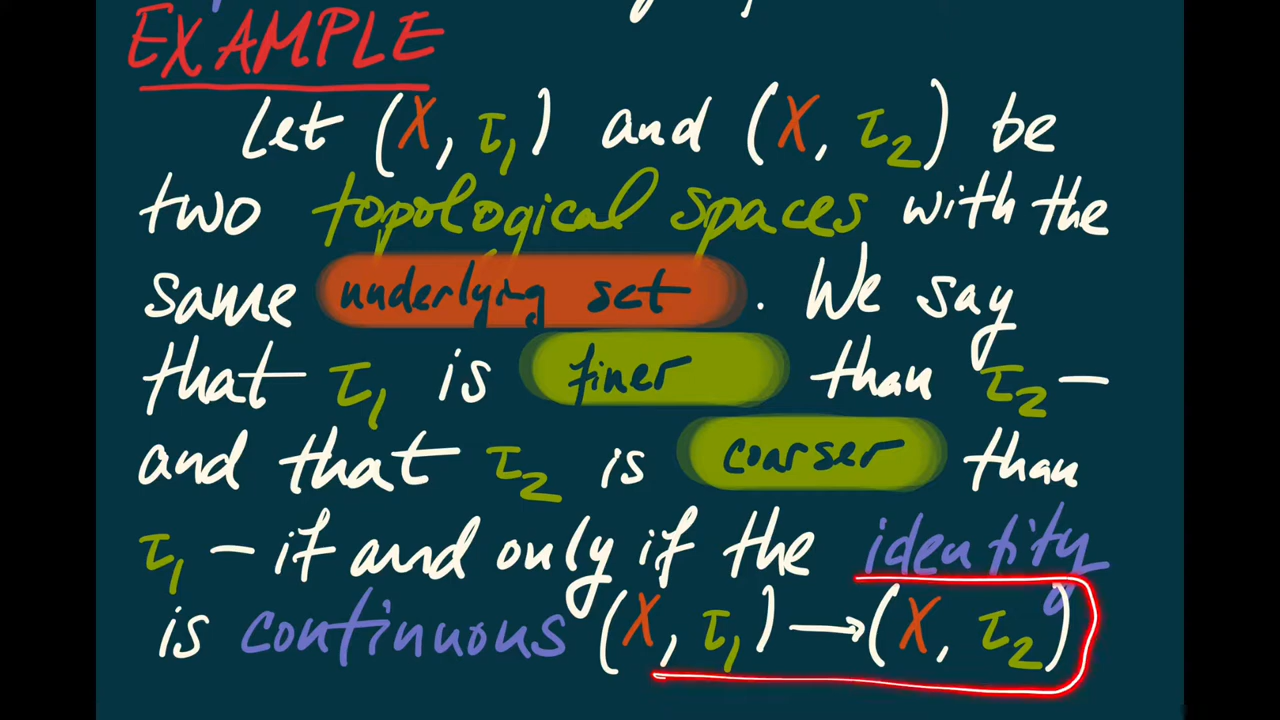 EXAMPLE
Let (X, τ₁) and (X, τ₂) be
two topological spaces with the
same underlying set. We say
that τ₁ is finer than τ₂ —
and that τ₂ is coarser than
τ₁ — if and only if the identity
is continuous (X, τ₁) → (X, τ₂)